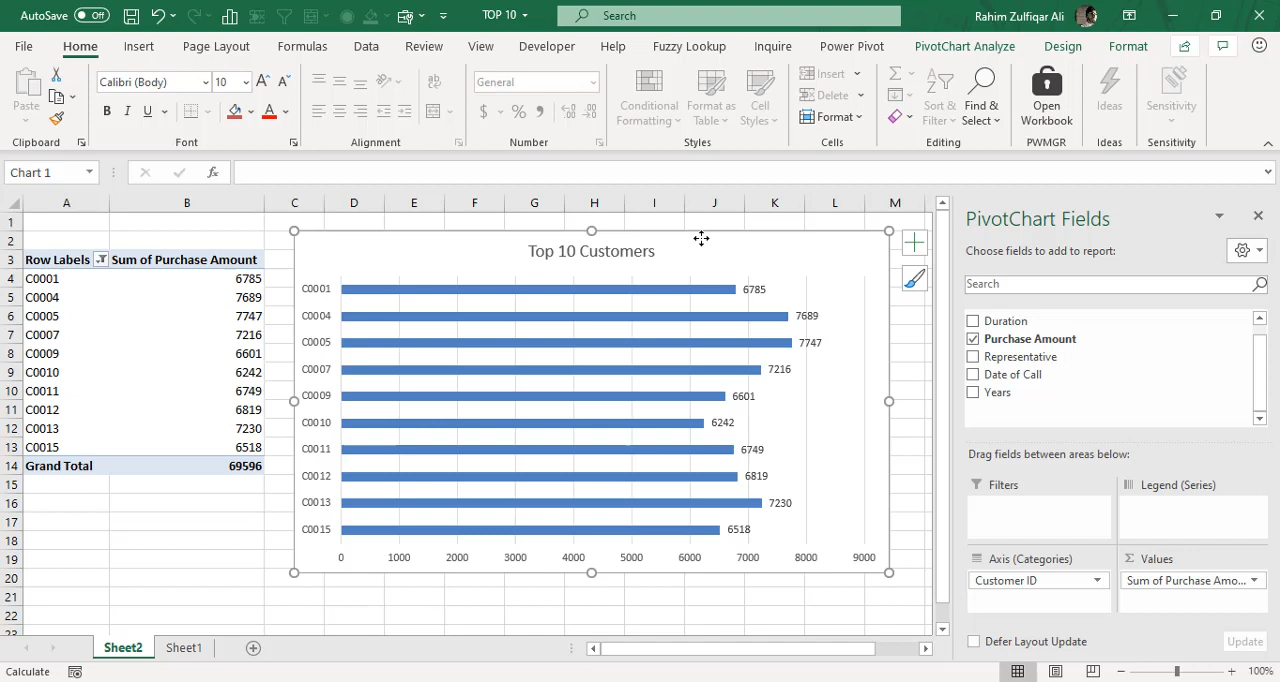 AutoSave Off TOP 10 Search Rahim Zulfiqar Ali
File Home Insert Page Layout Formulas Data Review View Developer Help Fuzzy Lookup Inquire Power Pivot PivotChart Analyze Design Format
Paste Calibri (Body) 10 A A ab General Conditional Formatting Format as Table Cell Styles Insert Delete Format Sort & Filter Find & Select Open Workbook Ideas Sensitivity
B I U A $ % 9
Clipboard Font Alignment Number Styles Cells Editing PWMGR Ideas Sensitivity
Chart 1 fx
A B C D E F G H I J K L M
1
2
3 Row Labels Sum of Purchase Amount
4 C0001 6785
5 C0004 7689
6 C0005 7747
7 C0007 7216
8 C0009 6601
9 C0010 6242
10 C0011 6749
11 C0012 6819
12 C0013 7230
13 C0015 6518
14 Grand Total 69596
15
16
17
18
19
20
21
22
23
Top 10 Customers
C0001 6785
C0004 7689
C0005 7747
C0007 7216
C0009 6601
C0010 6242
C0011 6749
C0012 6819
C0013 7230
C0015 6518
0 1000 2000 3000 4000 5000 6000 7000 8000 9000
PivotChart Fields
Choose fields to add to report:
Search
Duration
Purchase Amount
Representative
Date of Call
Years
Drag fields between areas below:
Filters Legend (Series)
Axis (Categories) Σ Values
Customer ID Sum of Purchase Amo...
Defer Layout Update Update
Sheet2 Sheet1
Calculate 100%